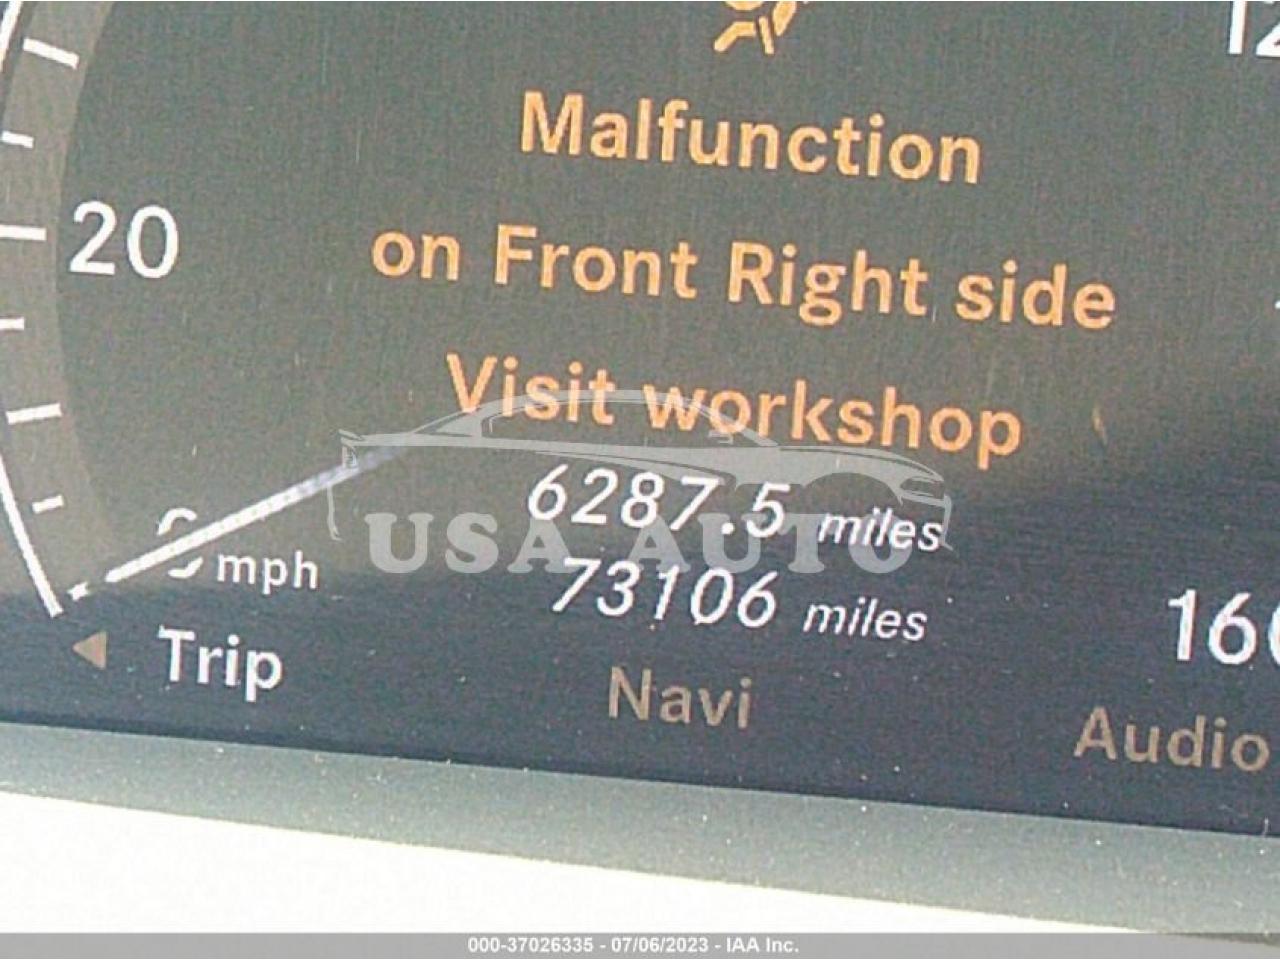 Malfunction
20
on Front Right side
Visit workshop
6287.5 miles
USA AUTO
mph
73106 miles
Trip
Navi
Audio
000-37026335 - 07/06/2023 - IAA Inc.